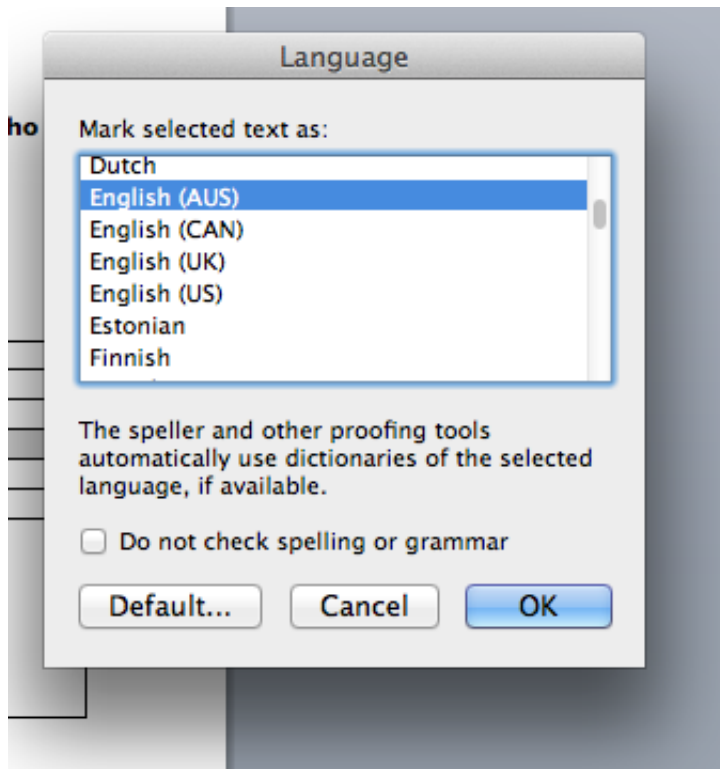 Language
ho
Mark selected text as:
Dutch
English (AUS)
English (CAN)
English (UK)
English (US)
Estonian
Finnish
The speller and other proofing tools
automatically use dictionaries of the selected
language, if available.
Do not check spelling or grammar
Default... Cancel OK